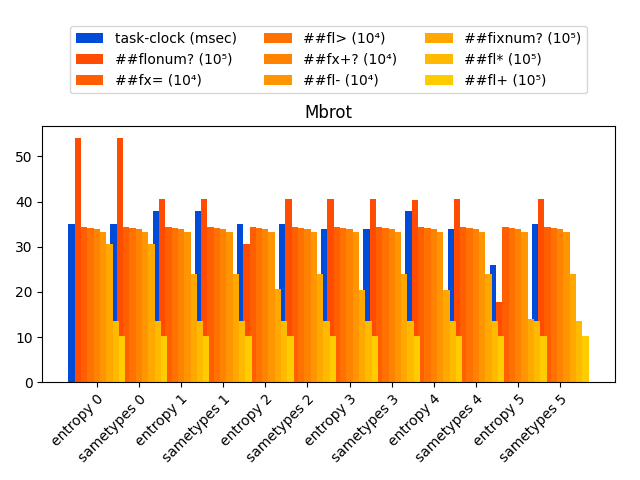 task-clock (msec) ##fl> (10⁴) ##fixnum? (10⁵)
##flonum? (10⁵) ##fx+? (10⁴) ##fl* (10⁵)
##fx= (10⁴) ##fl- (10⁴) ##fl+ (10⁵)
Mbrot
50
40
30
20
10
0
entropy 0 sametypes 0 entropy 1 sametypes 1 entropy 2 sametypes 2 entropy 3 sametypes 3 entropy 4 sametypes 4 entropy 5 sametypes 5